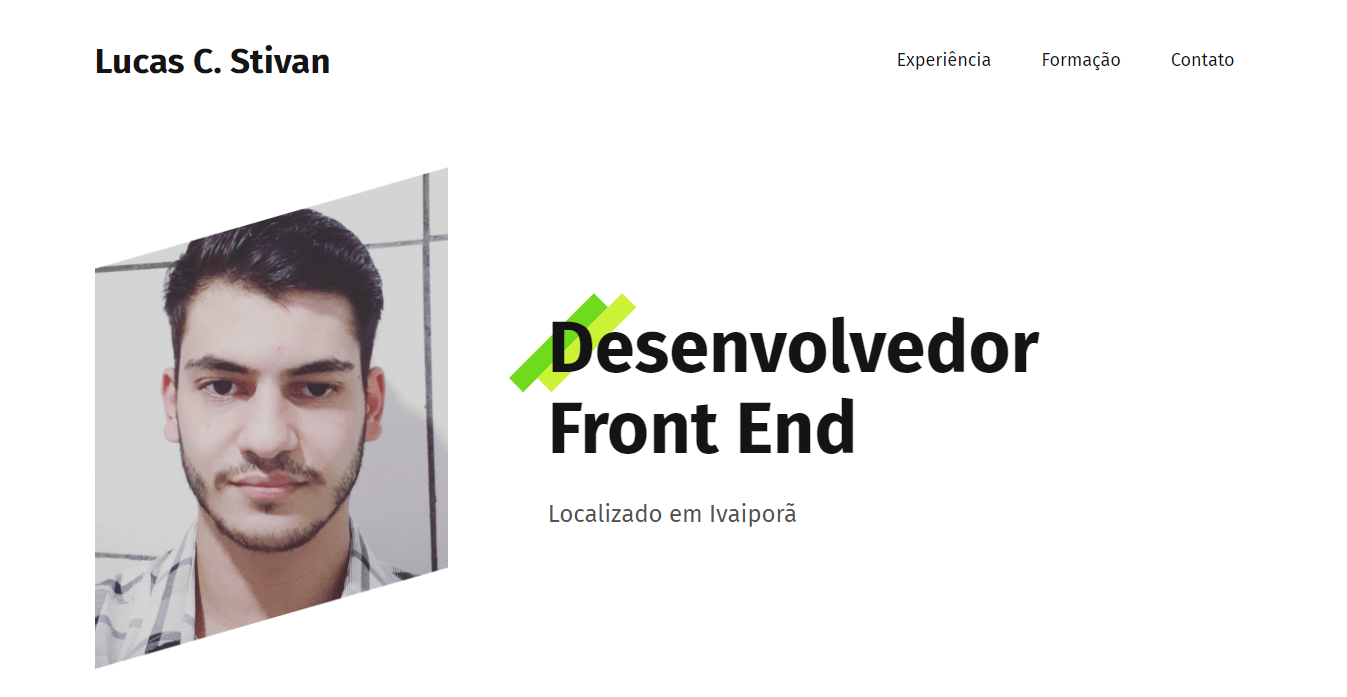 Lucas C. Stivan
Experiência Formação Contato
Desenvolvedor
Front End
Localizado em Ivaiporã